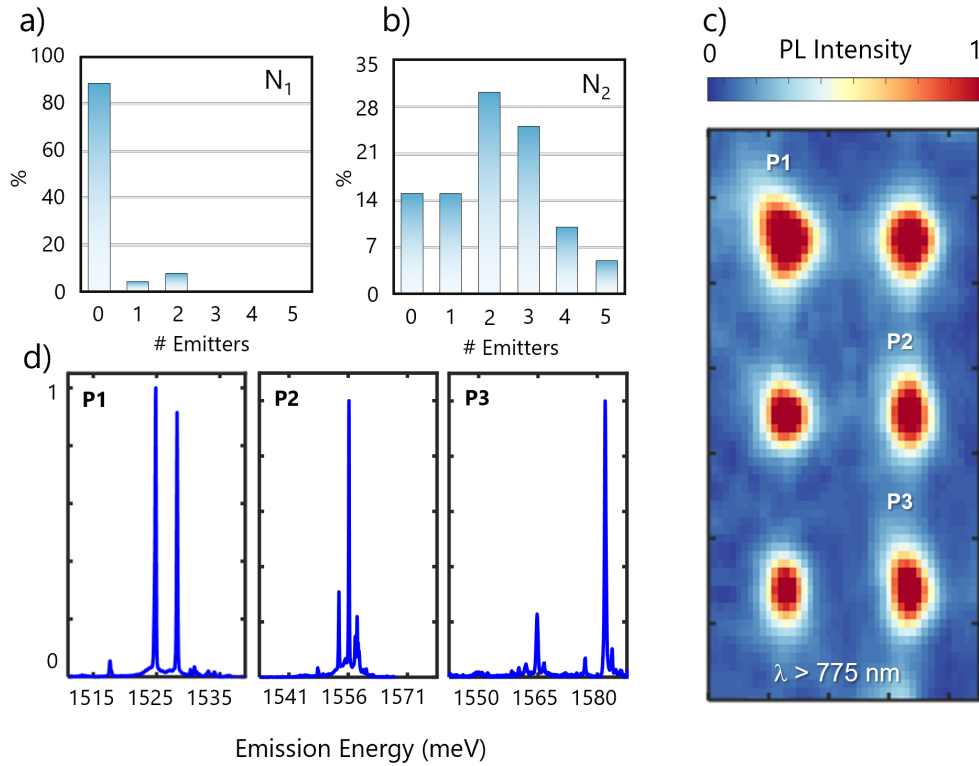 a)
100
80
60
40
20
0
%
N1
0 1 2 3 4 5
# Emitters
b)
35
28
21
14
7
0
%
N2
0 1 2 3 4 5
# Emitters
c)
0 PL Intensity 1
P1
P2
P3
λ > 775 nm
d)
1
0
P1
1515 1525 1535
P2
1541 1556 1571
P3
1550 1565 1580
Emission Energy (meV)